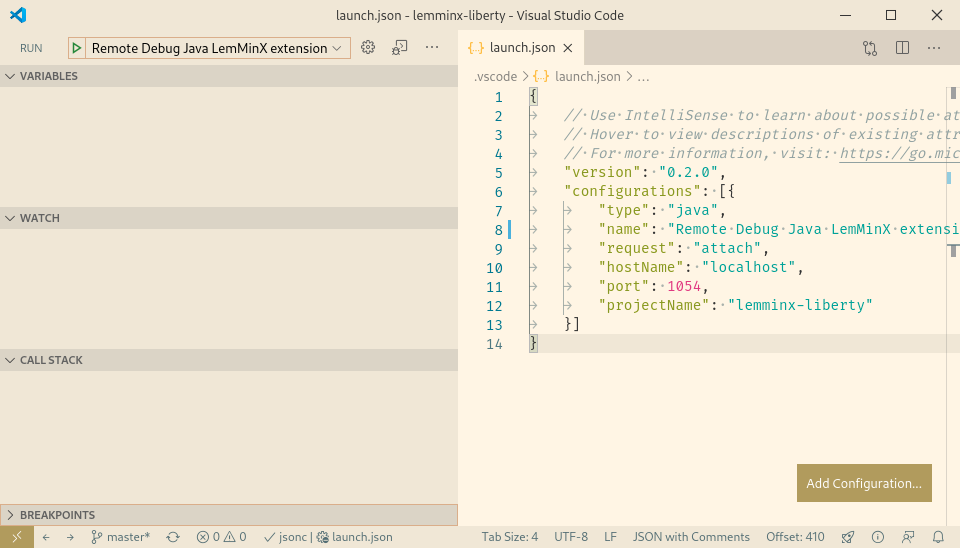 launch.json - lemminx-liberty - Visual Studio Code
RUN
Remote Debug Java LemMinX extension
VARIABLES
WATCH
CALL STACK
BREAKPOINTS
{..} launch.json
.vscode > {..} launch.json > ...
1 {
2 // Use IntelliSense to learn about possible at
3 // Hover to view descriptions of existing attr
4 // For more information, visit: https://go.mic
5 "version": "0.2.0",
6 "configurations": [{
7 "type": "java",
8 "name": "Remote Debug Java LemMinX extensi
9 "request": "attach",
10 "hostName": "localhost",
11 "port": 1054,
12 "projectName": "lemminx-liberty"
13 }]
14 }
Add Configuration...
master* 0 0 jsonc | launch.json Tab Size: 4 UTF-8 LF JSON with Comments Offset: 410